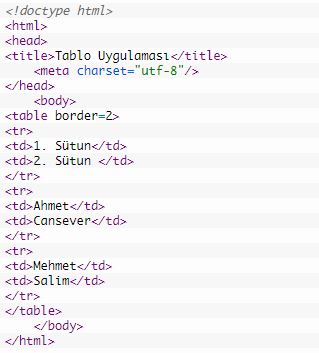 <!doctype html>
<html>
<head>
<title>Tablo Uygulaması</title>
<meta charset="utf-8"/>
</head>
<body>
<table border=2>
<tr>
<td>1. Sütun</td>
<td>2. Sütun </td>
</tr>
<tr>
<td>Ahmet</td>
<td>Cansever</td>
</tr>
<tr>
<td>Mehmet</td>
<td>Salim</td>
</tr>
</table>
</body>
</html>